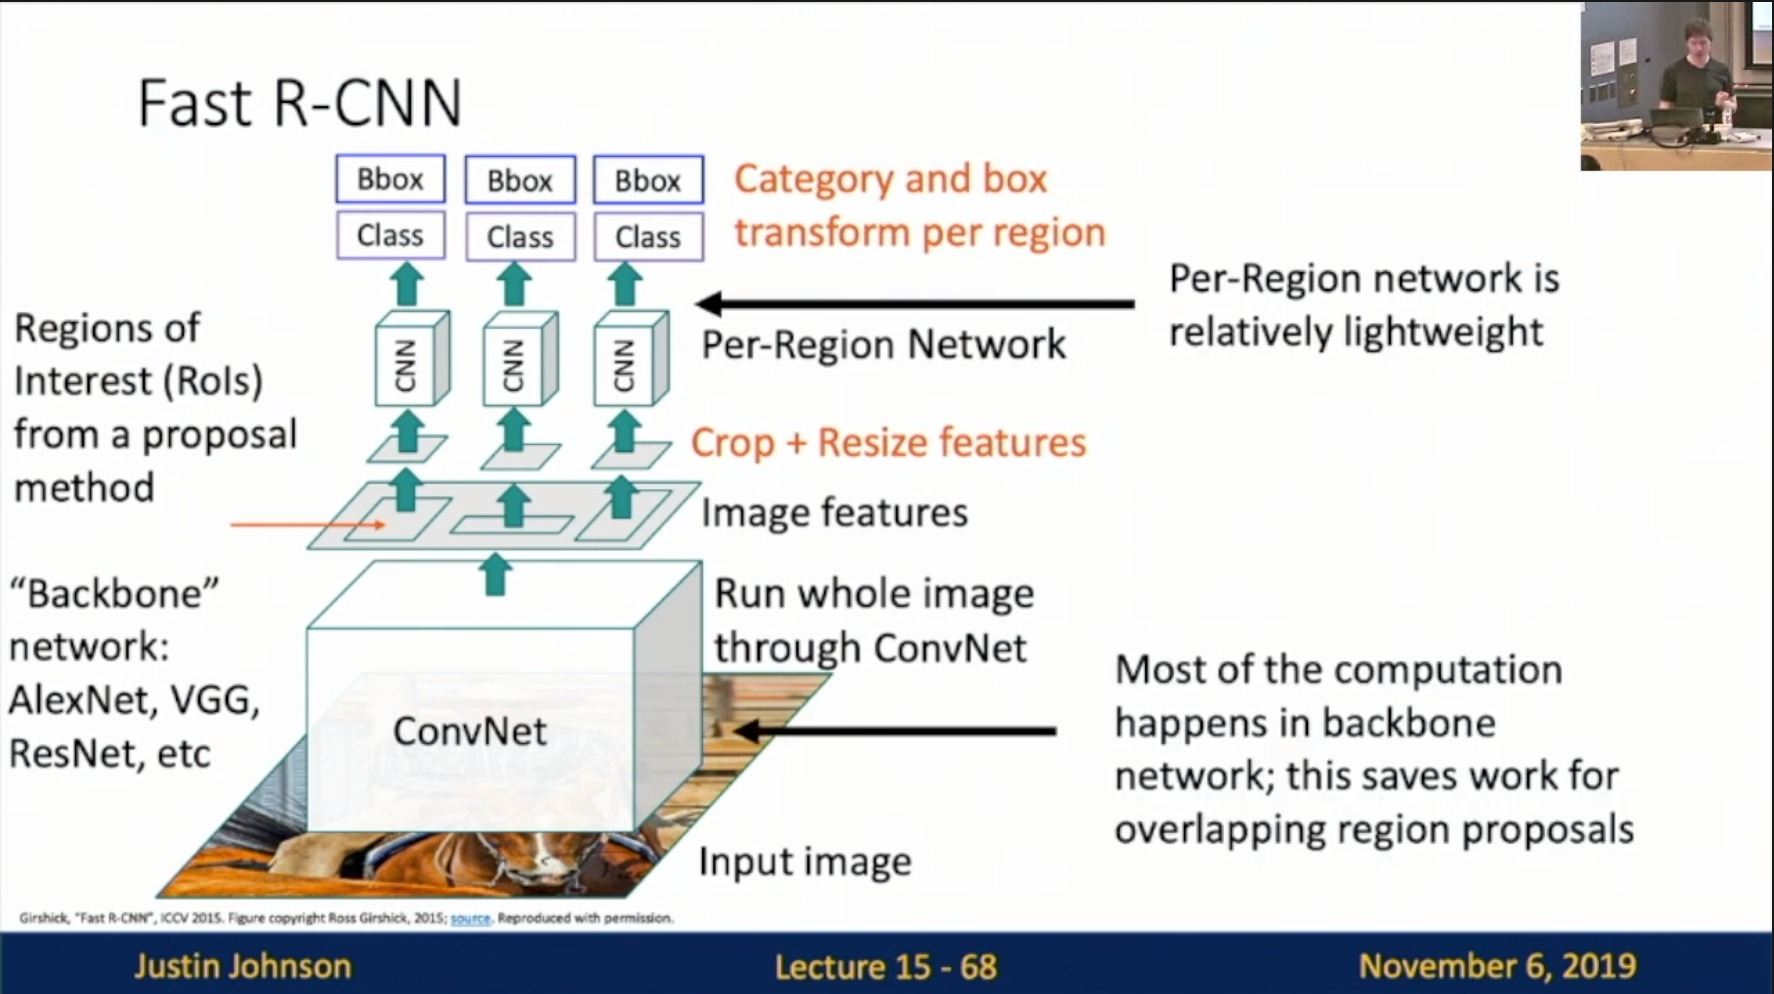 Fast R-CNN
Bbox
Bbox
Bbox
Category and box
transform per region
Class
Class
Class
Per-Region network is
relatively lightweight
Regions of
Interest (RoIs)
from a proposal
method
CNN
CNN
CNN
Per-Region Network
Crop + Resize features
Image features
“Backbone”
network:
AlexNet, VGG,
ResNet, etc
Run whole image
through ConvNet
ConvNet
Most of the computation
happens in backbone
network; this saves work for
overlapping region proposals
Input image
Girshick, “Fast R-CNN”, ICCV 2015. Figure copyright Ross Girshick, 2015; source. Reproduced with permission.
Justin Johnson
Lecture 15 - 68
November 6, 2019